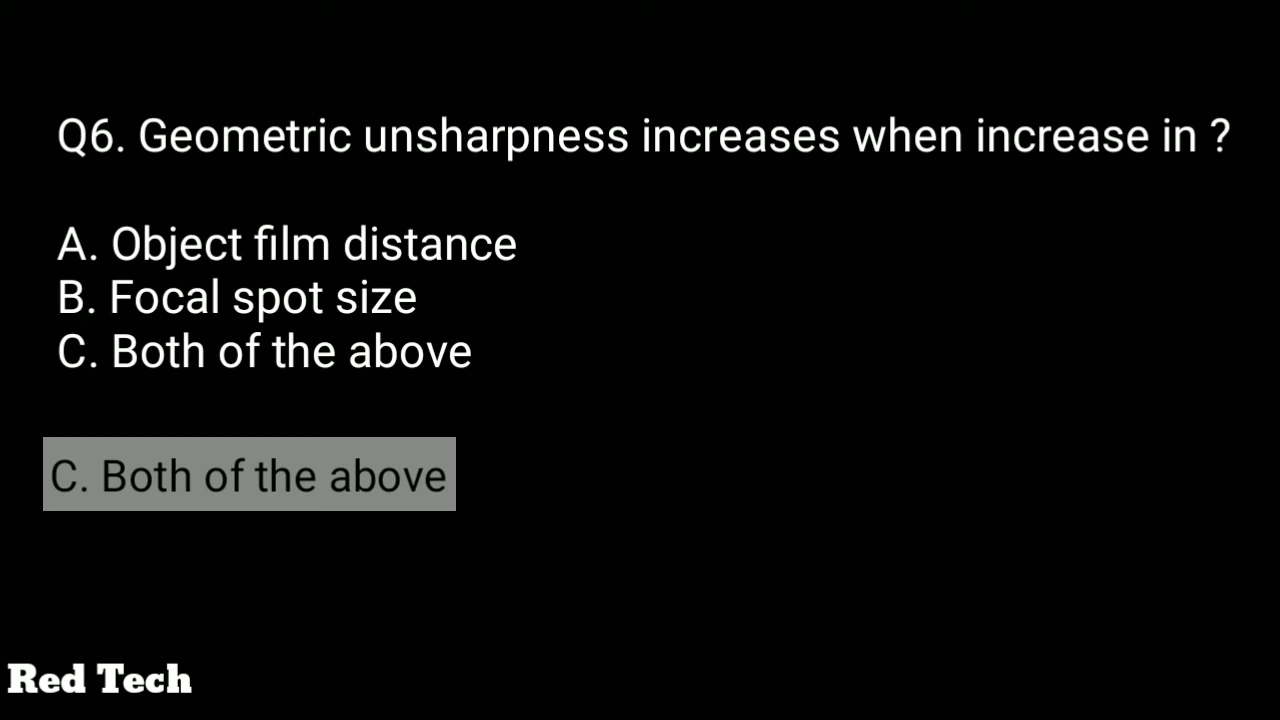 Q6. Geometric unsharpness increases when increase in ?
A. Object film distance
B. Focal spot size
C. Both of the above
C. Both of the above
Red Tech